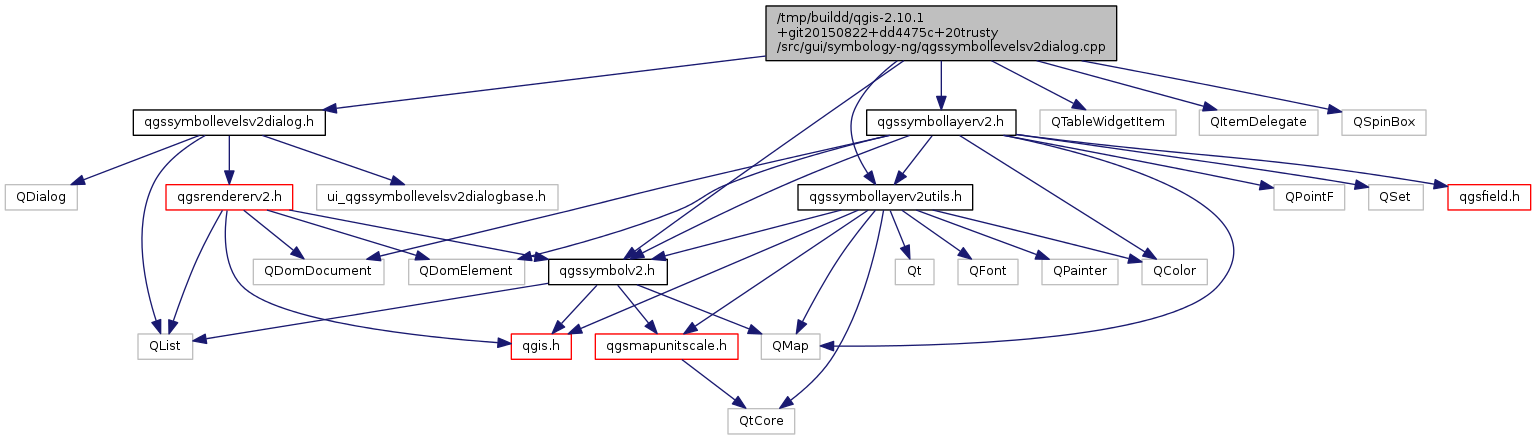 /tmp/buildd/qgis-2.10.1
+git20150822+dd4475c+20trusty
/src/gui/symbology-ng/qgssymbollevelsv2dialog.cpp
qgssymbollevelsv2dialog.h
qgssymbollayerv2.h
QTableWidgetItem
QItemDelegate
QSpinBox
QDialog
qgsrendererv2.h
ui_qgssymbollevelsv2dialogbase.h
qgssymbollayerv2utils.h
QPointF
QSet
qgsfield.h
QDomDocument
QDomElement
qgssymbolv2.h
Qt
QFont
QPainter
QColor
QList
qgis.h
qgsmapunitscale.h
QMap
QtCore